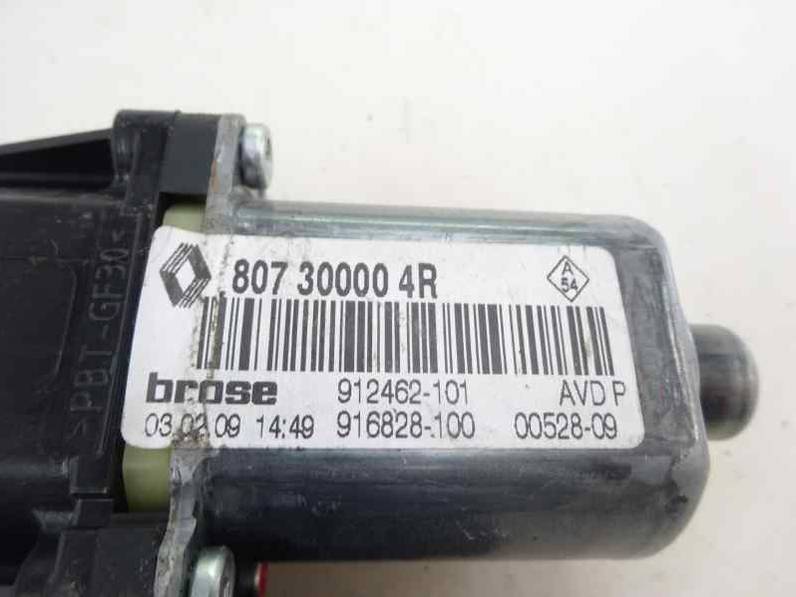 807 30000 4R
A
54
brose 912462-101 AVD P
03.02.09 14:49 916828-100 00528-09
>PBT-GF30<